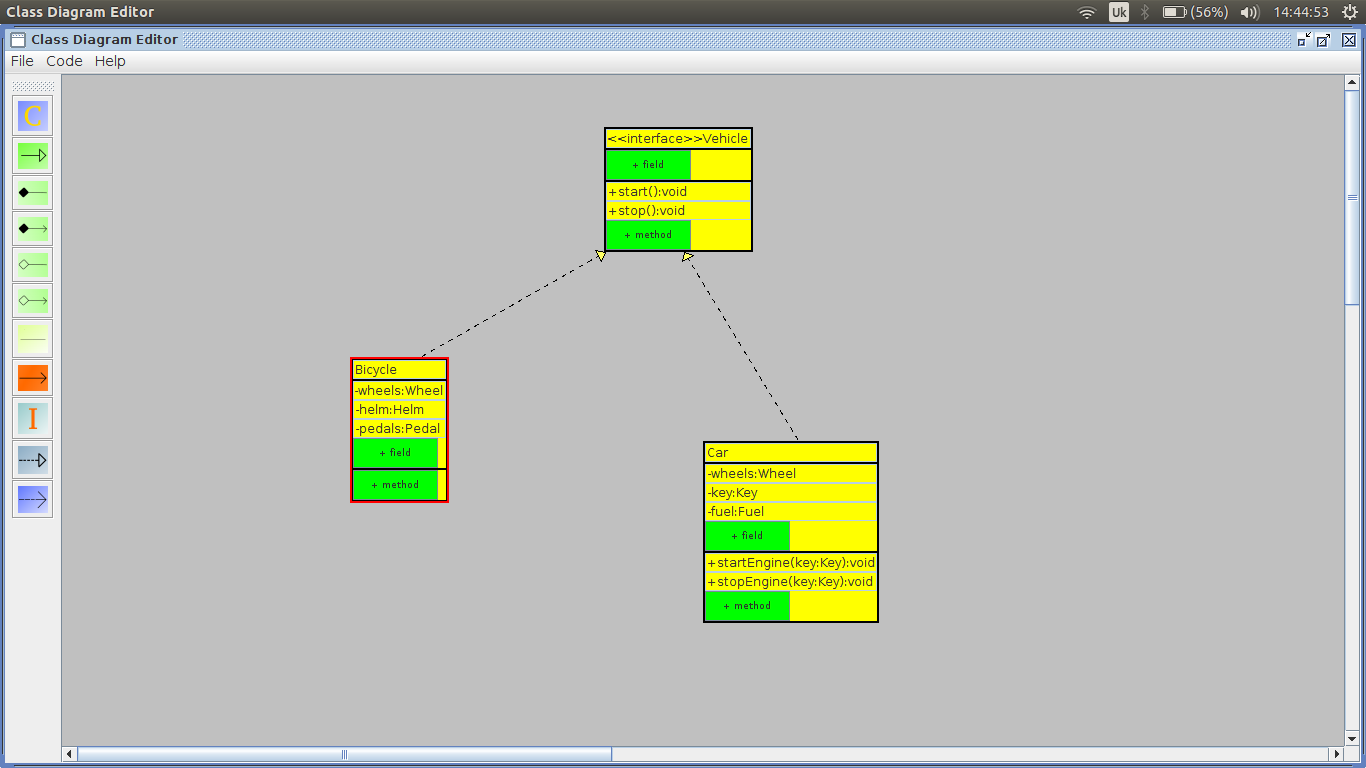 Class Diagram Editor
Uk
(56%)
14:44:53
Class Diagram Editor
File Code Help
C
I
<<interface>>Vehicle
+ field
+start():void
+stop():void
+ method
Bicycle
-wheels:Wheel
-helm:Helm
-pedals:Pedal
+ field
+ method
Car
-wheels:Wheel
-key:Key
-fuel:Fuel
+ field
+startEngine(key:Key):void
+stopEngine(key:Key):void
+ method